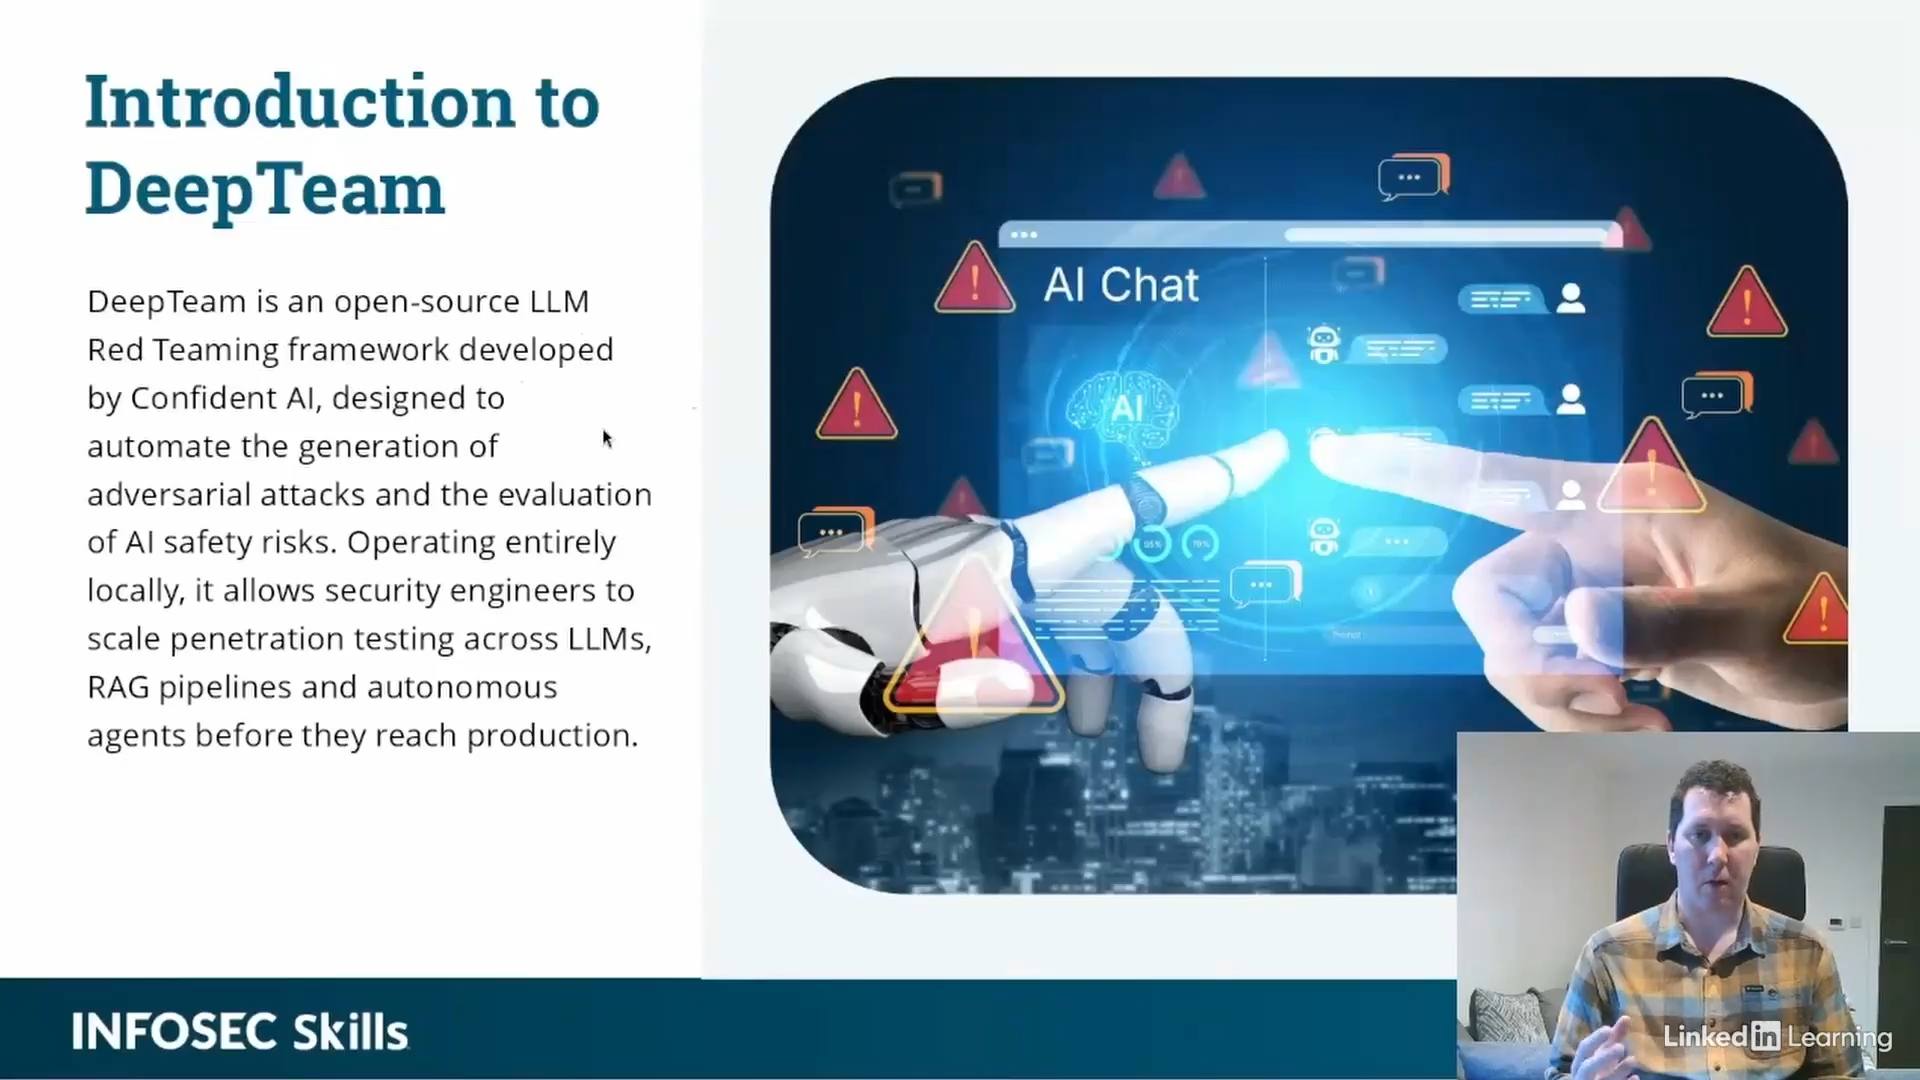 Introduction to
DeepTeam
DeepTeam is an open-source LLM
Red Teaming framework developed
by Confident AI, designed to
automate the generation of
adversarial attacks and the evaluation
of AI safety risks. Operating entirely
locally, it allows security engineers to
scale penetration testing across LLMs,
RAG pipelines and autonomous
agents before they reach production.
AI Chat
AI
Prompt
INFOSEC Skills
Linked in Learning